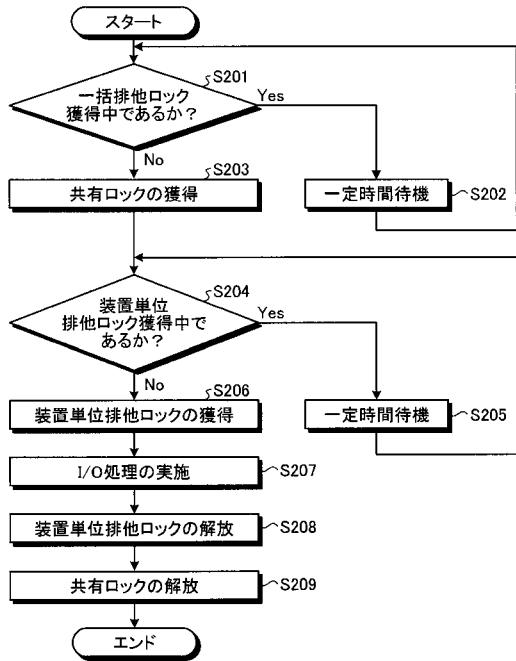 スタート
S201
一括排他ロック
獲得中であるか？
Yes
No
S203
共有ロックの獲得
一定時間待機
S202
S204
装置単位
排他ロック獲得中で
あるか？
Yes
No
S206
装置単位排他ロックの獲得
一定時間待機
S205
I/O処理の実施
S207
装置単位排他ロックの解放
S208
共有ロックの解放
S209
エンド